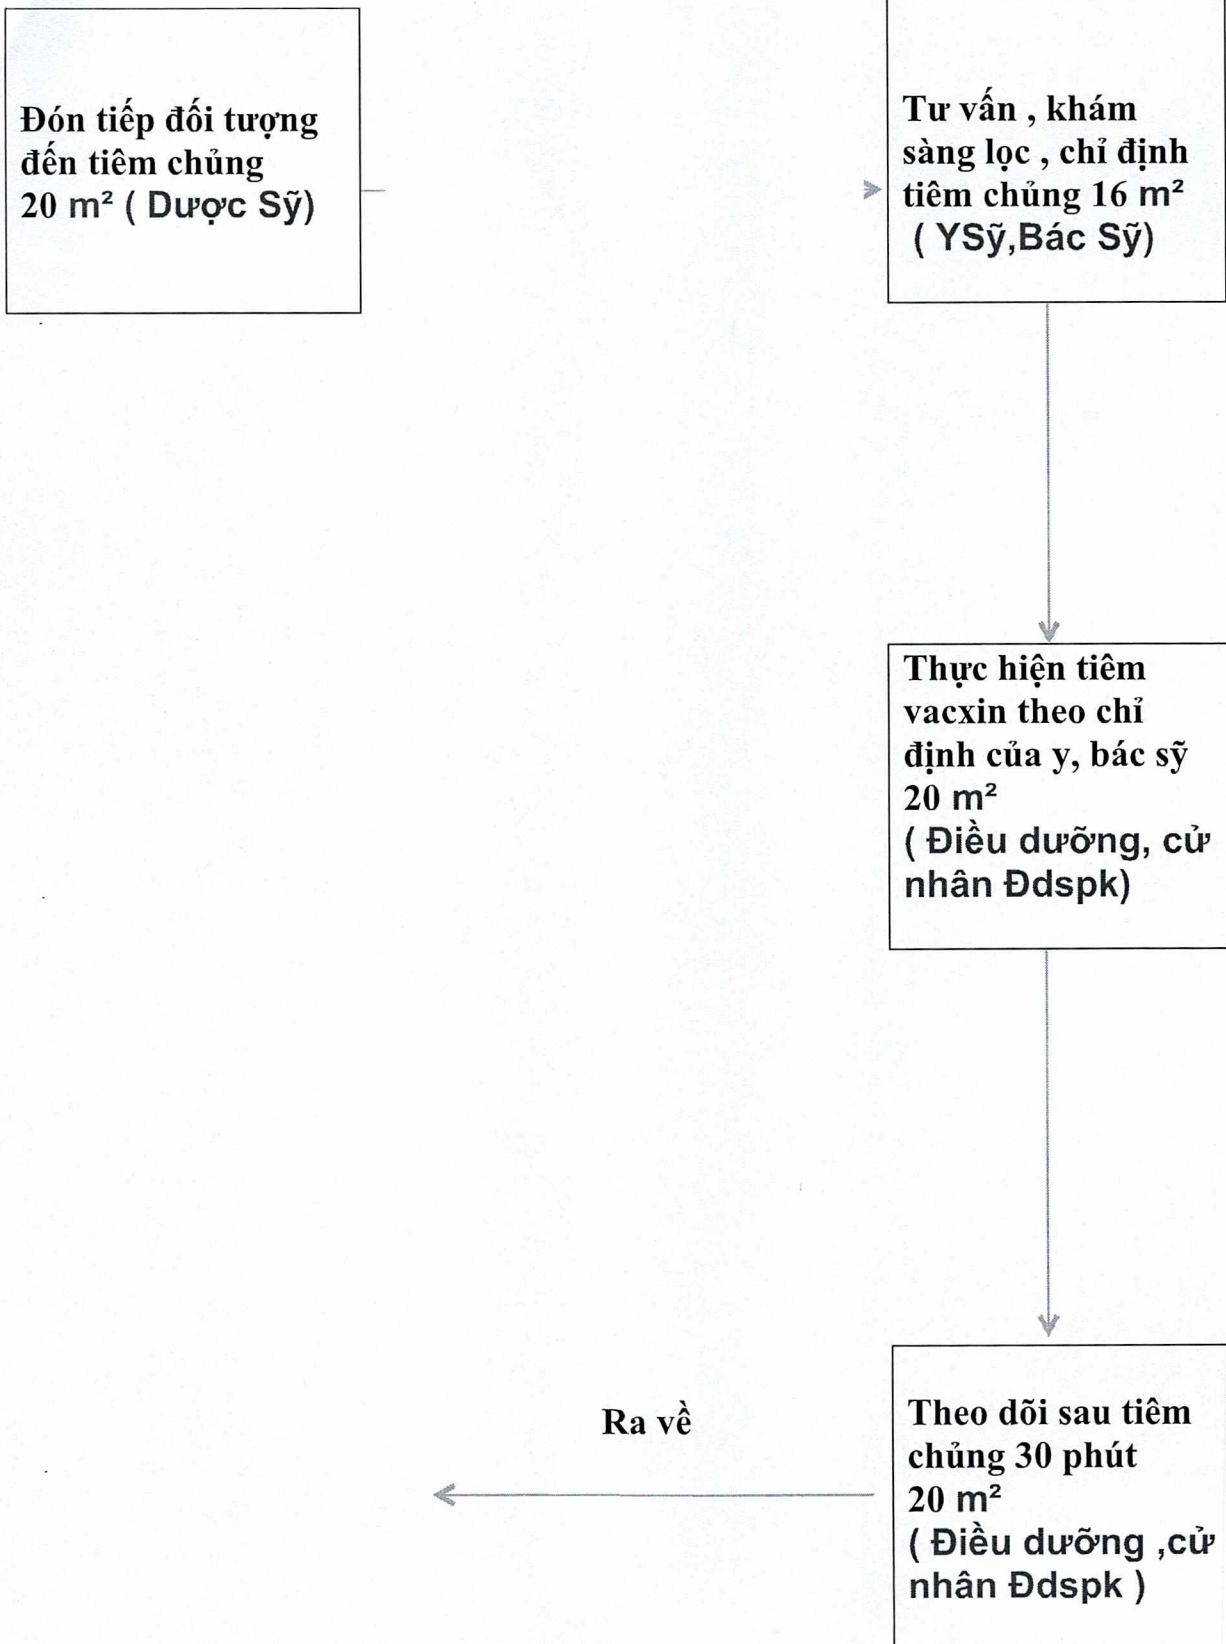 Đón tiếp đối tượng
đến tiêm chủng
20 m² ( Dược Sỹ)
Tư vấn , khám
sàng lọc , chỉ định
tiêm chủng 16 m²
( YSỹ,Bác Sỹ)
Thực hiện tiêm
vacxin theo chỉ
định của y, bác sỹ
20 m²
( Điều dưỡng, cử
nhân Đdspk)
Ra về
Theo dõi sau tiêm
chủng 30 phút
20 m²
( Điều dưỡng ,cử
nhân Đdspk )